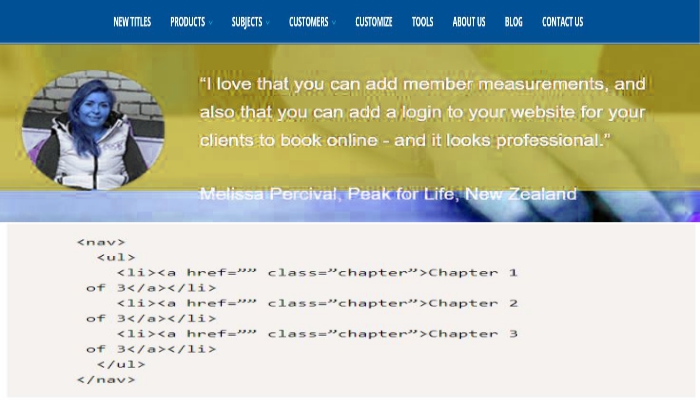 NEW TITLES PRODUCTS SUBJECTS CUSTOMERS CUSTOMIZE TOOLS ABOUT US BLOG CONTACT US
“I love that you can add member measurements, and
also that you can add a login to your website for your
clients to book online - and it looks professional.”
Melissa Percival, Peak for Life, New Zealand
<nav>
<ul>
<li><a href=”” class=”chapter”>Chapter 1
of 3</a></li>
<li><a href=”” class=”chapter”>Chapter 2
of 3</a></li>
<li><a href=”” class=”chapter”>Chapter 3
of 3</a></li>
</ul>
</nav>